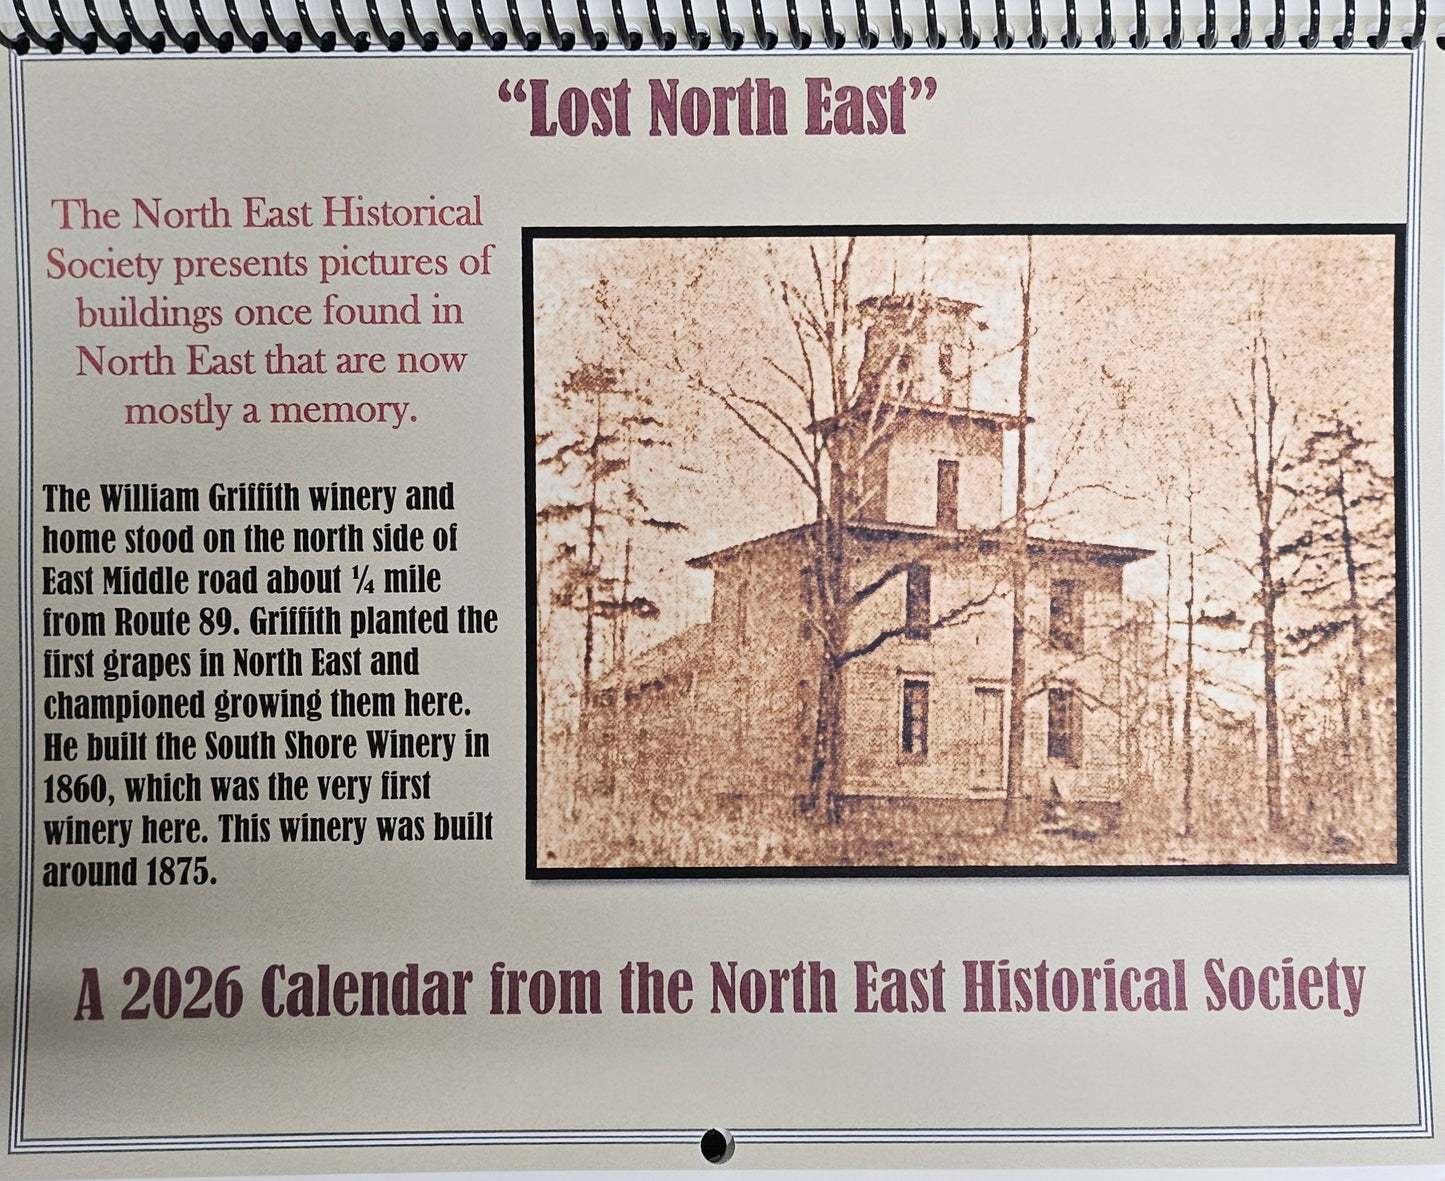 “Lost North East”
The North East Historical
Society presents pictures of
buildings once found in
North East that are now
mostly a memory.
The William Griffith winery and
home stood on the north side of
East Middle road about ¼ mile
from Route 89. Griffith planted the
first grapes in North East and
championed growing them here.
He built the South Shore Winery in
1860, which was the very first
winery here. This winery was built
around 1875.
A 2026 Calendar from the North East Historical Society